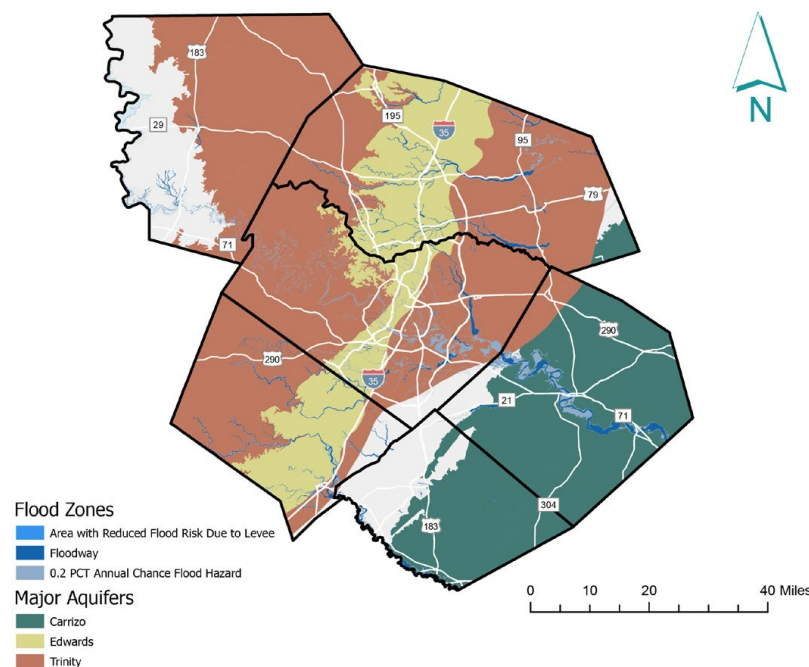 N
183
29
71
195
35
95
79
290
290
35
21
71
304
183
Flood Zones
Area with Reduced Flood Risk Due to Levee
Floodway
0.2 PCT Annual Chance Flood Hazard
Major Aquifers
Carrizo
Edwards
Trinity
0 10 20 40 Miles